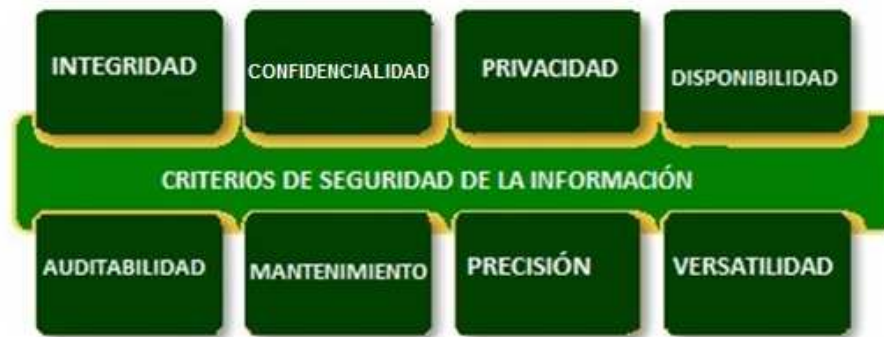 INTEGRIDAD
CONFIDENCIALIDAD
PRIVACIDAD
DISPONIBILIDAD
CRITERIOS DE SEGURIDAD DE LA INFORMACIÓN
AUDITABILIDAD
MANTENIMIENTO
PRECISIÓN
VERSATILIDAD